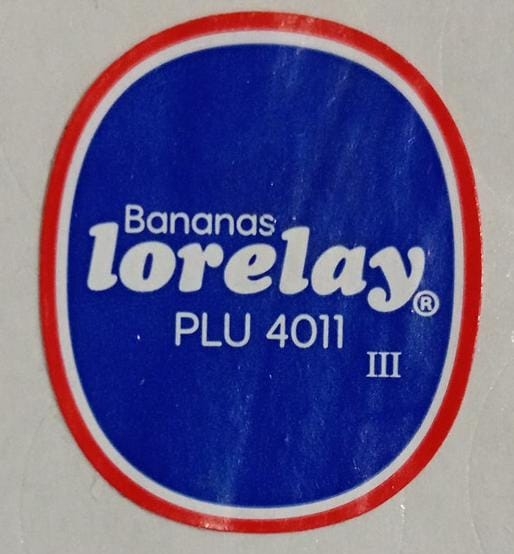 Bananas
lorelay®
PLU 4011
III